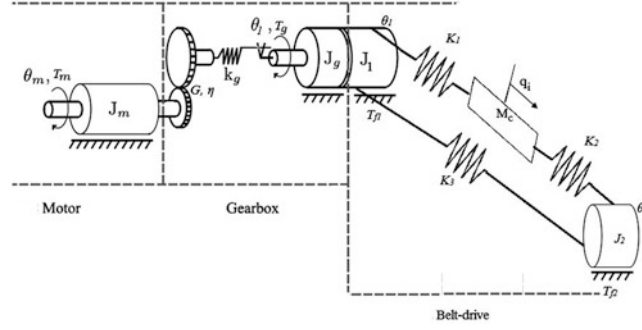 θm, Tm
Jm
G, η
kg
θ1, Tg
Jg
J1
θ1
Tf1
K1
Mc
qi
K2
K3
J2
θ
Tf2
Motor
Gearbox
Belt-drive